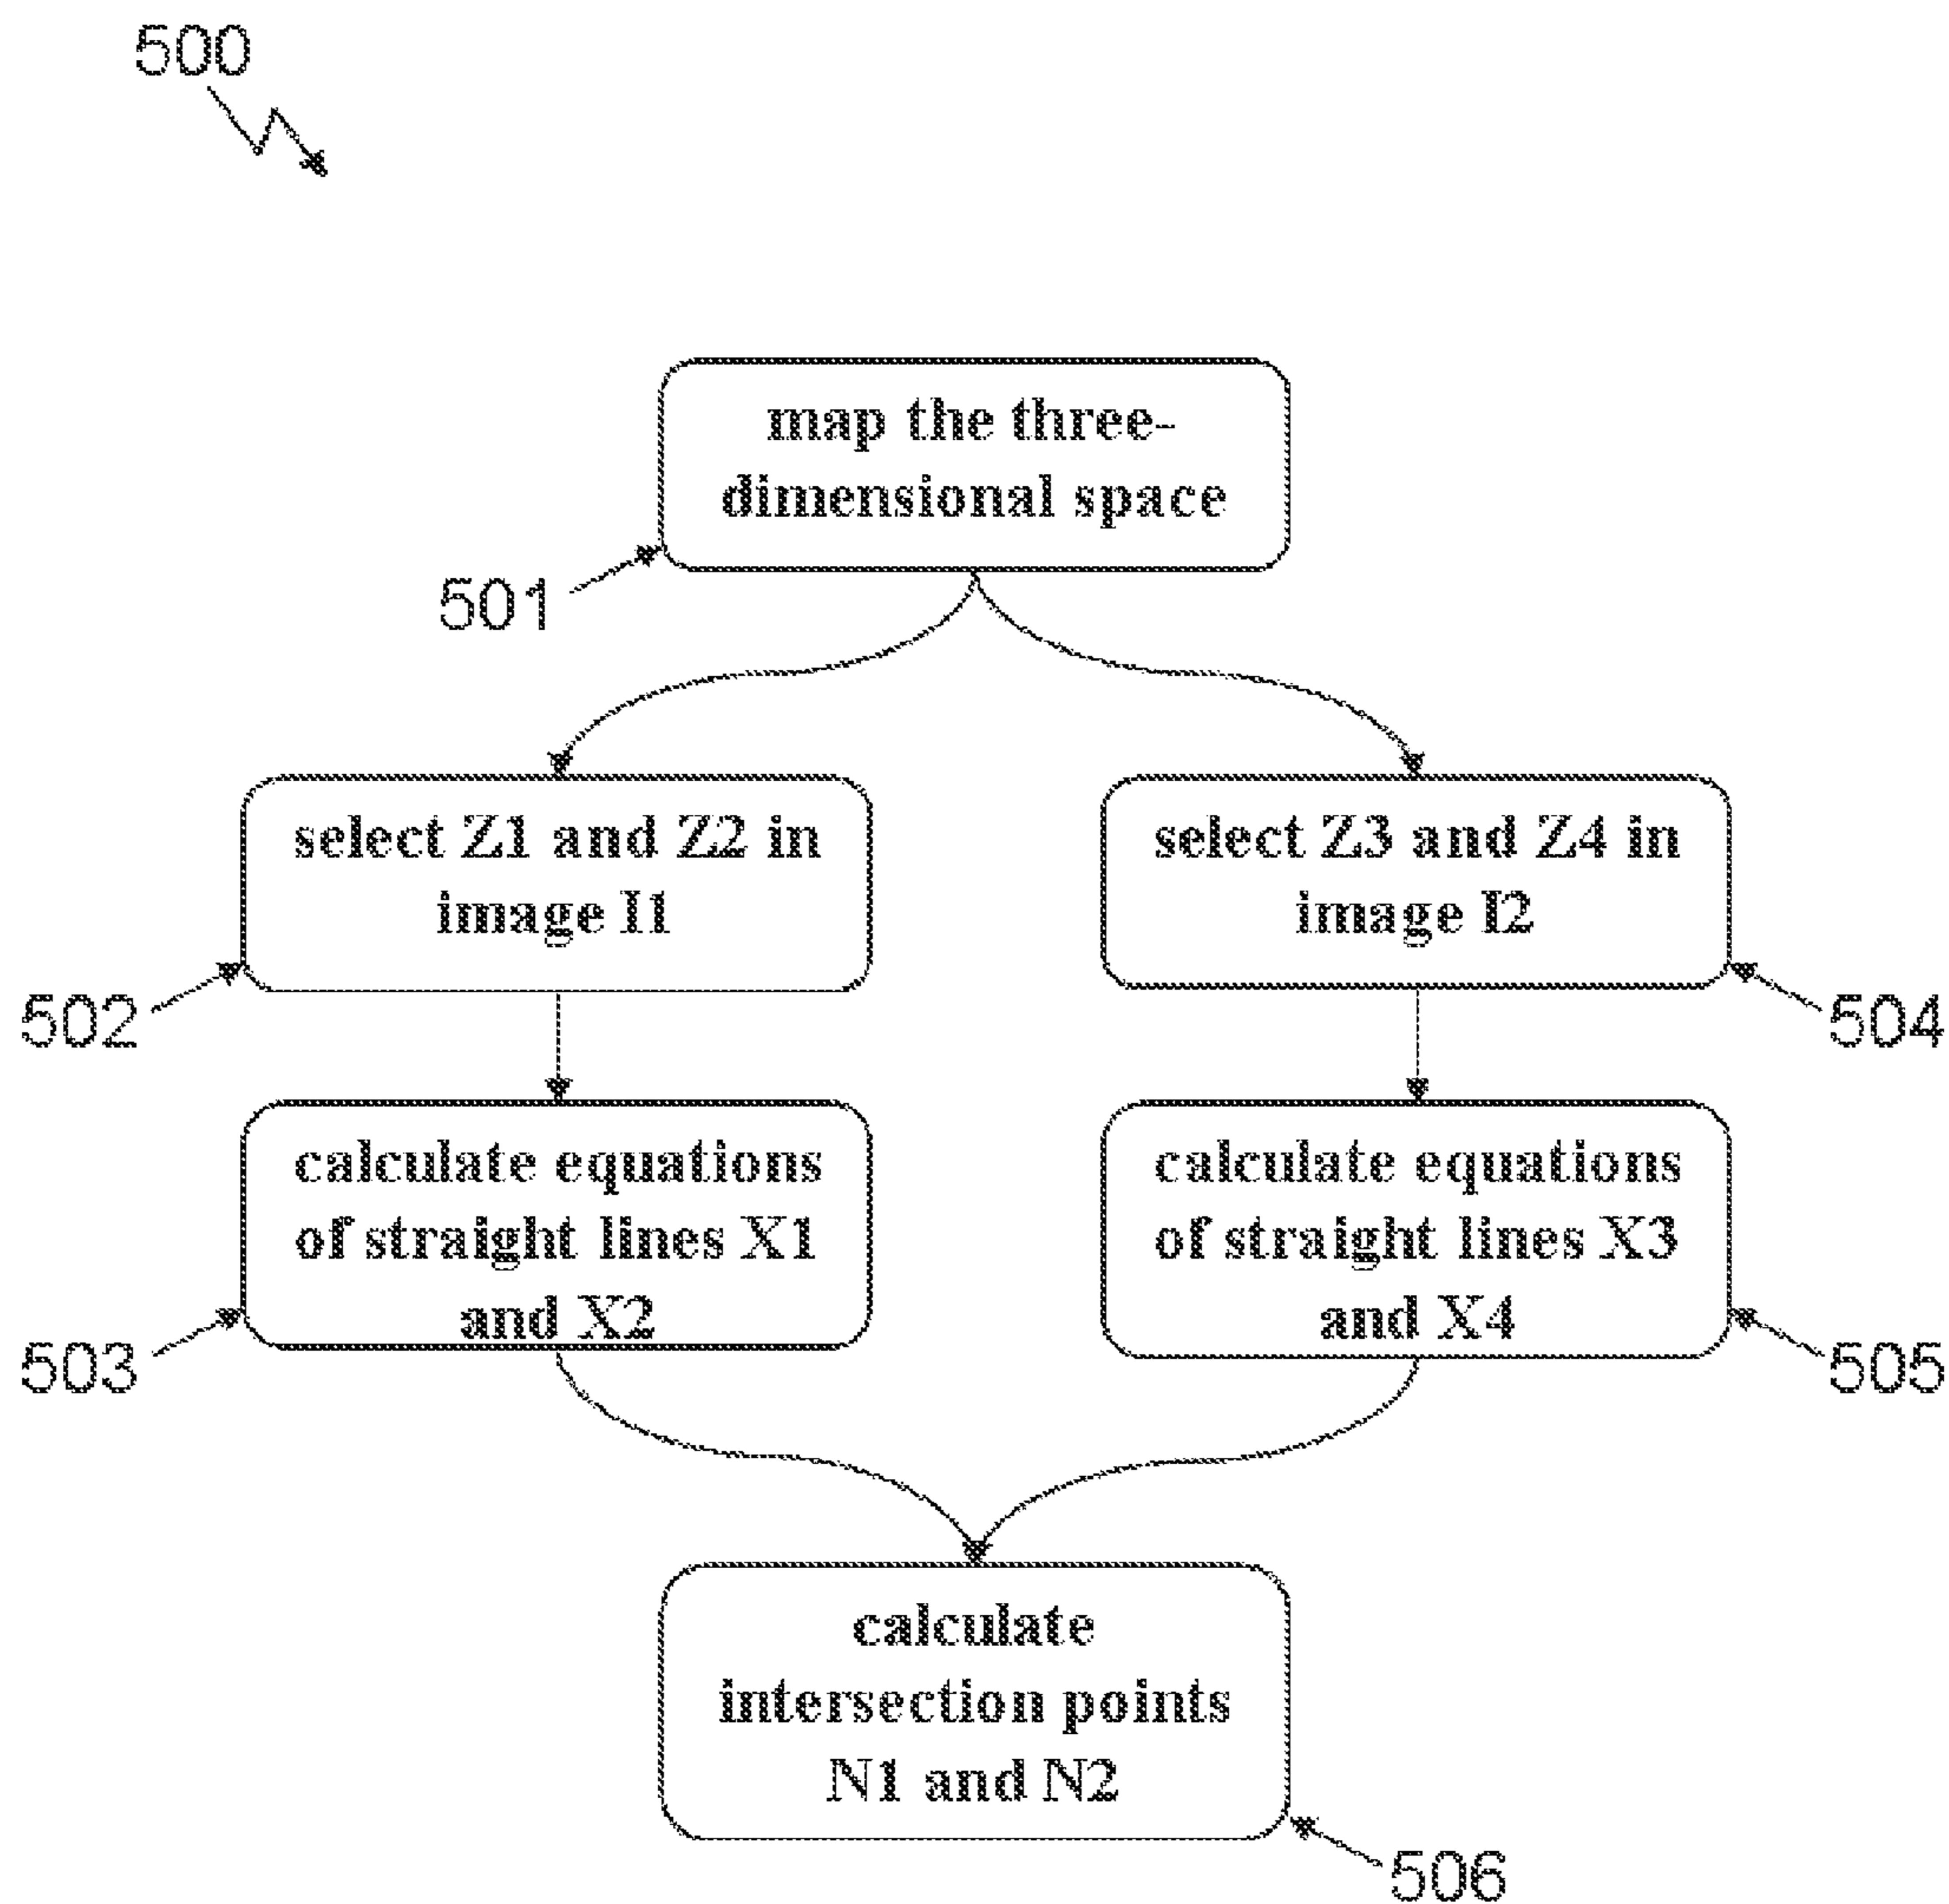 500
map the three-
dimensional space
501
select Z1 and Z2 in
image I1
502
select Z3 and Z4 in
image I2
504
calculate equations
of straight lines X1
and X2
503
calculate equations
of straight lines X3
and X4
505
calculate
intersection points
N1 and N2
506